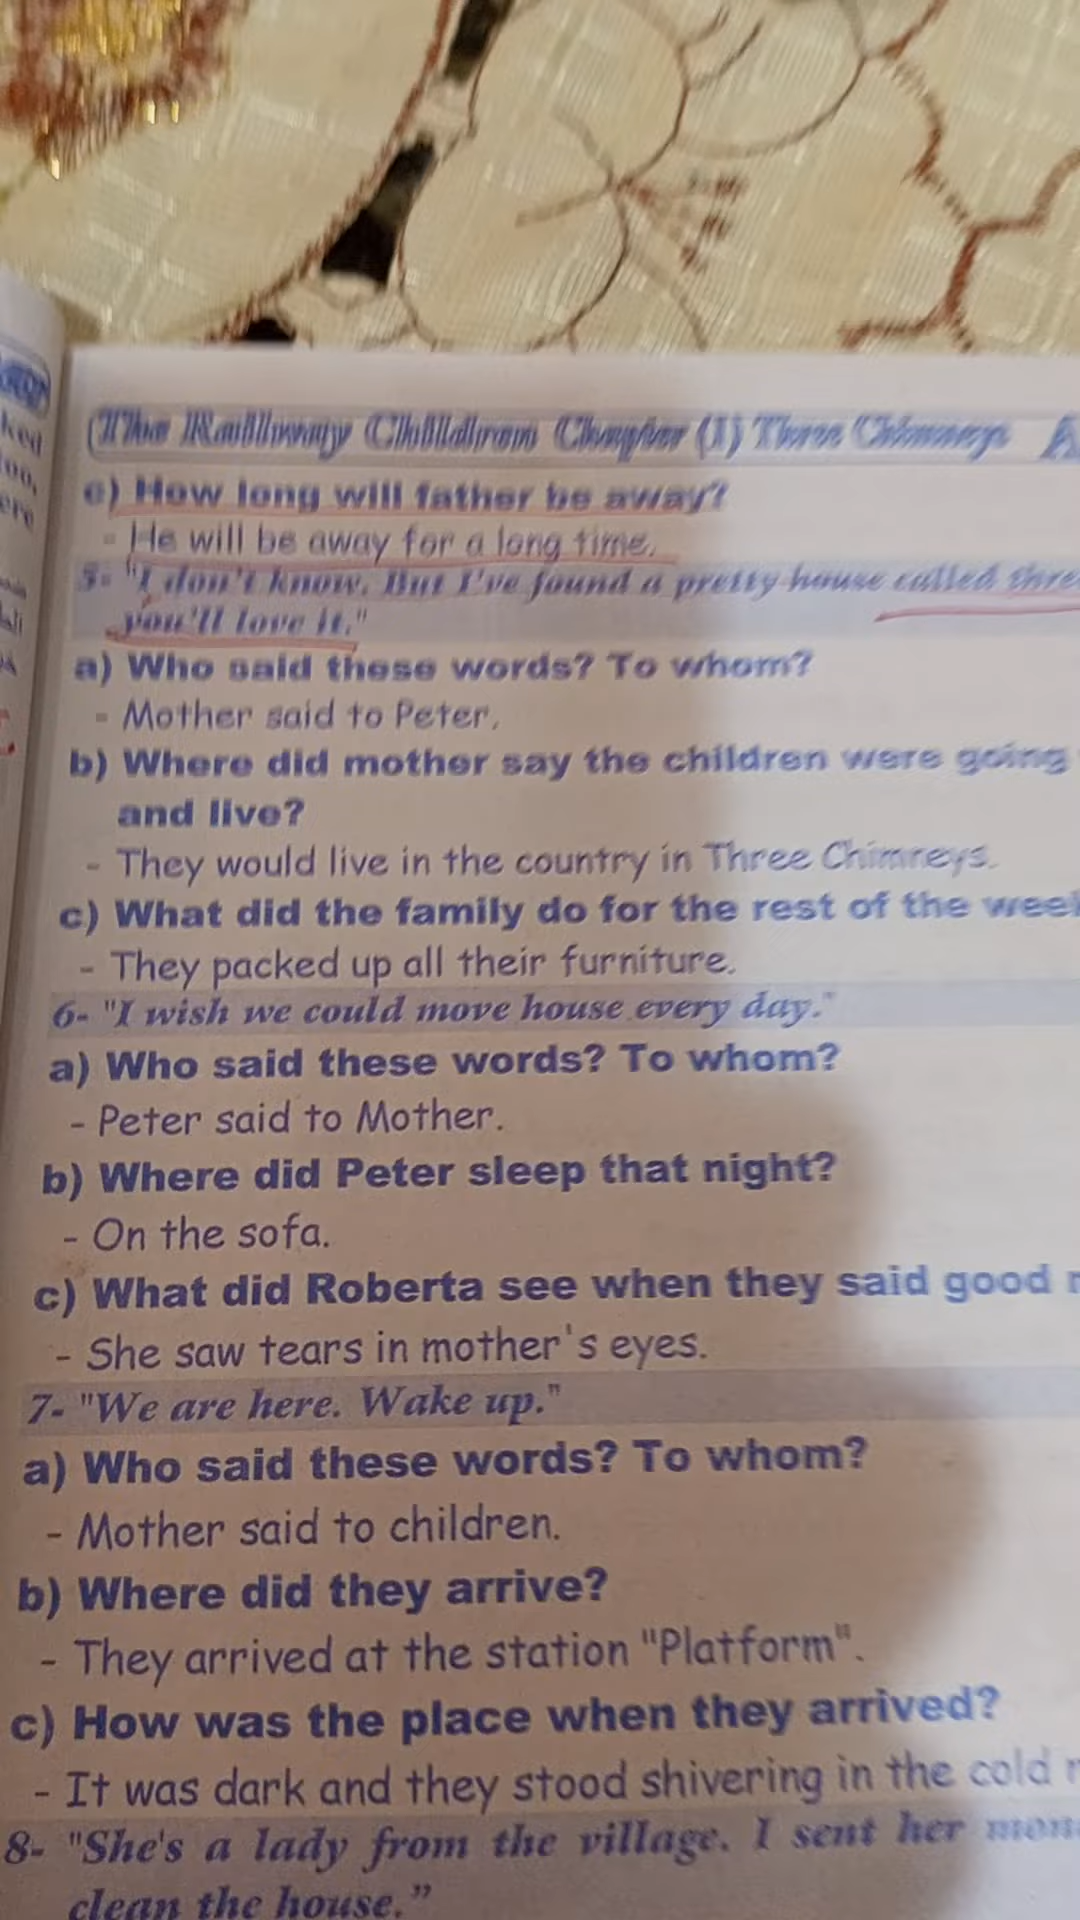 (The Railway Children Chapter (1) Three Chimneys
c) How long will father be away?
- He will be away for a long time.
5- "I don't know. But I've found a pretty house called
you'll love it."
a) Who said these words? To whom?
- Mother said to Peter.
b) Where did mother say the children were going
and live?
- They would live in the country in Three Chimneys.
c) What did the family do for the rest of the
- They packed up all their furniture.
6- "I wish we could move house every day."
a) Who said these words? To whom?
- Peter said to Mother.
b) Where did Peter sleep that night?
- On the sofa.
c) What did Roberta see when they said good
- She saw tears in mother's eyes.
7- "We are here. Wake up."
a) Who said these words? To whom?
- Mother said to children.
b) Where did they arrive?
- They arrived at the station "Platform".
c) How was the place when they arrived?
- It was dark and they stood shivering in the cold
8- "She's a lady from the village. I sent her
clean the house."